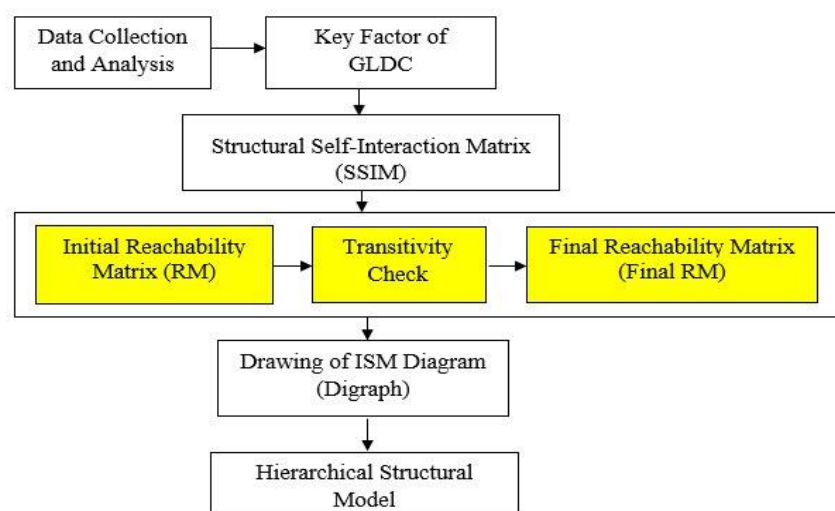 Data Collection
and Analysis
Key Factor of
GLDC
Structural Self-Interaction Matrix
(SSIM)
Initial Reachability
Matrix (RM)
Transitivity
Check
Final Reachability Matrix
(Final RM)
Drawing of ISM Diagram
(Digraph)
Hierarchical Structural
Model